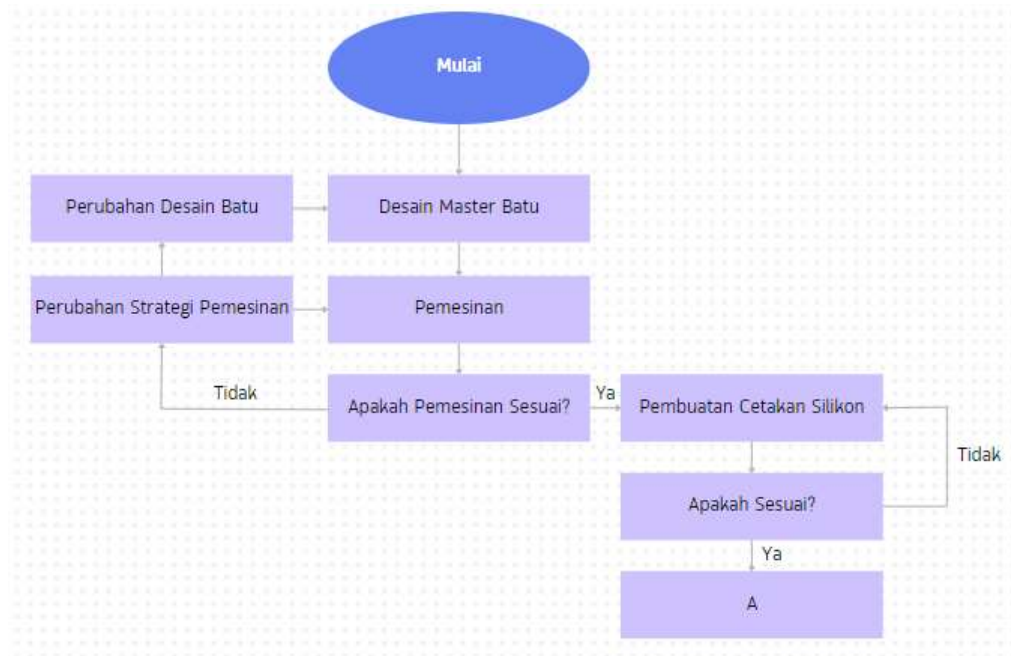 Mulai
Perubahan Desain Batu
Desain Master Batu
Perubahan Strategi Pemesinan
Pemesinan
Tidak
Apakah Pemesinan Sesuai?
Ya
Pembuatan Cetakan Silikon
Tidak
Apakah Sesuai?
Ya
A